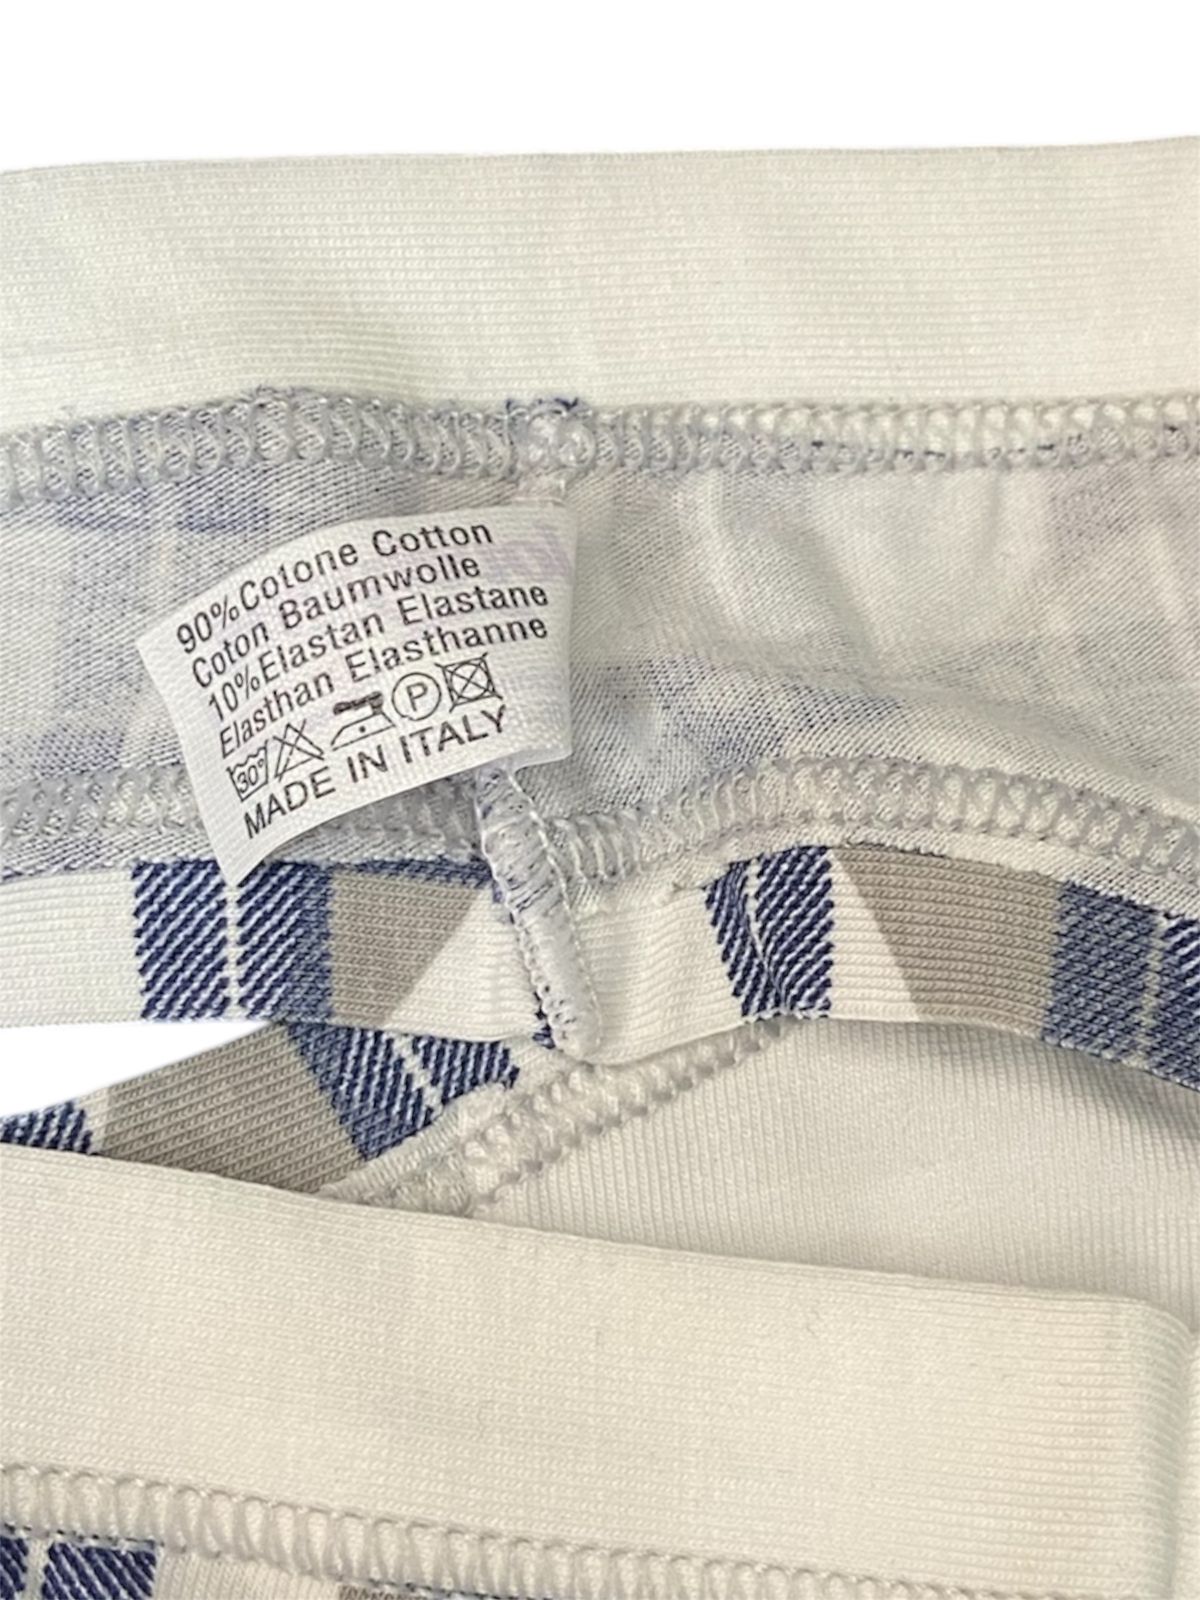 90%Cotone Cotton
Coton Baumwolle
10%Elastan Elastane
Elasthan Elasthanne
30° P
MADE IN ITALY